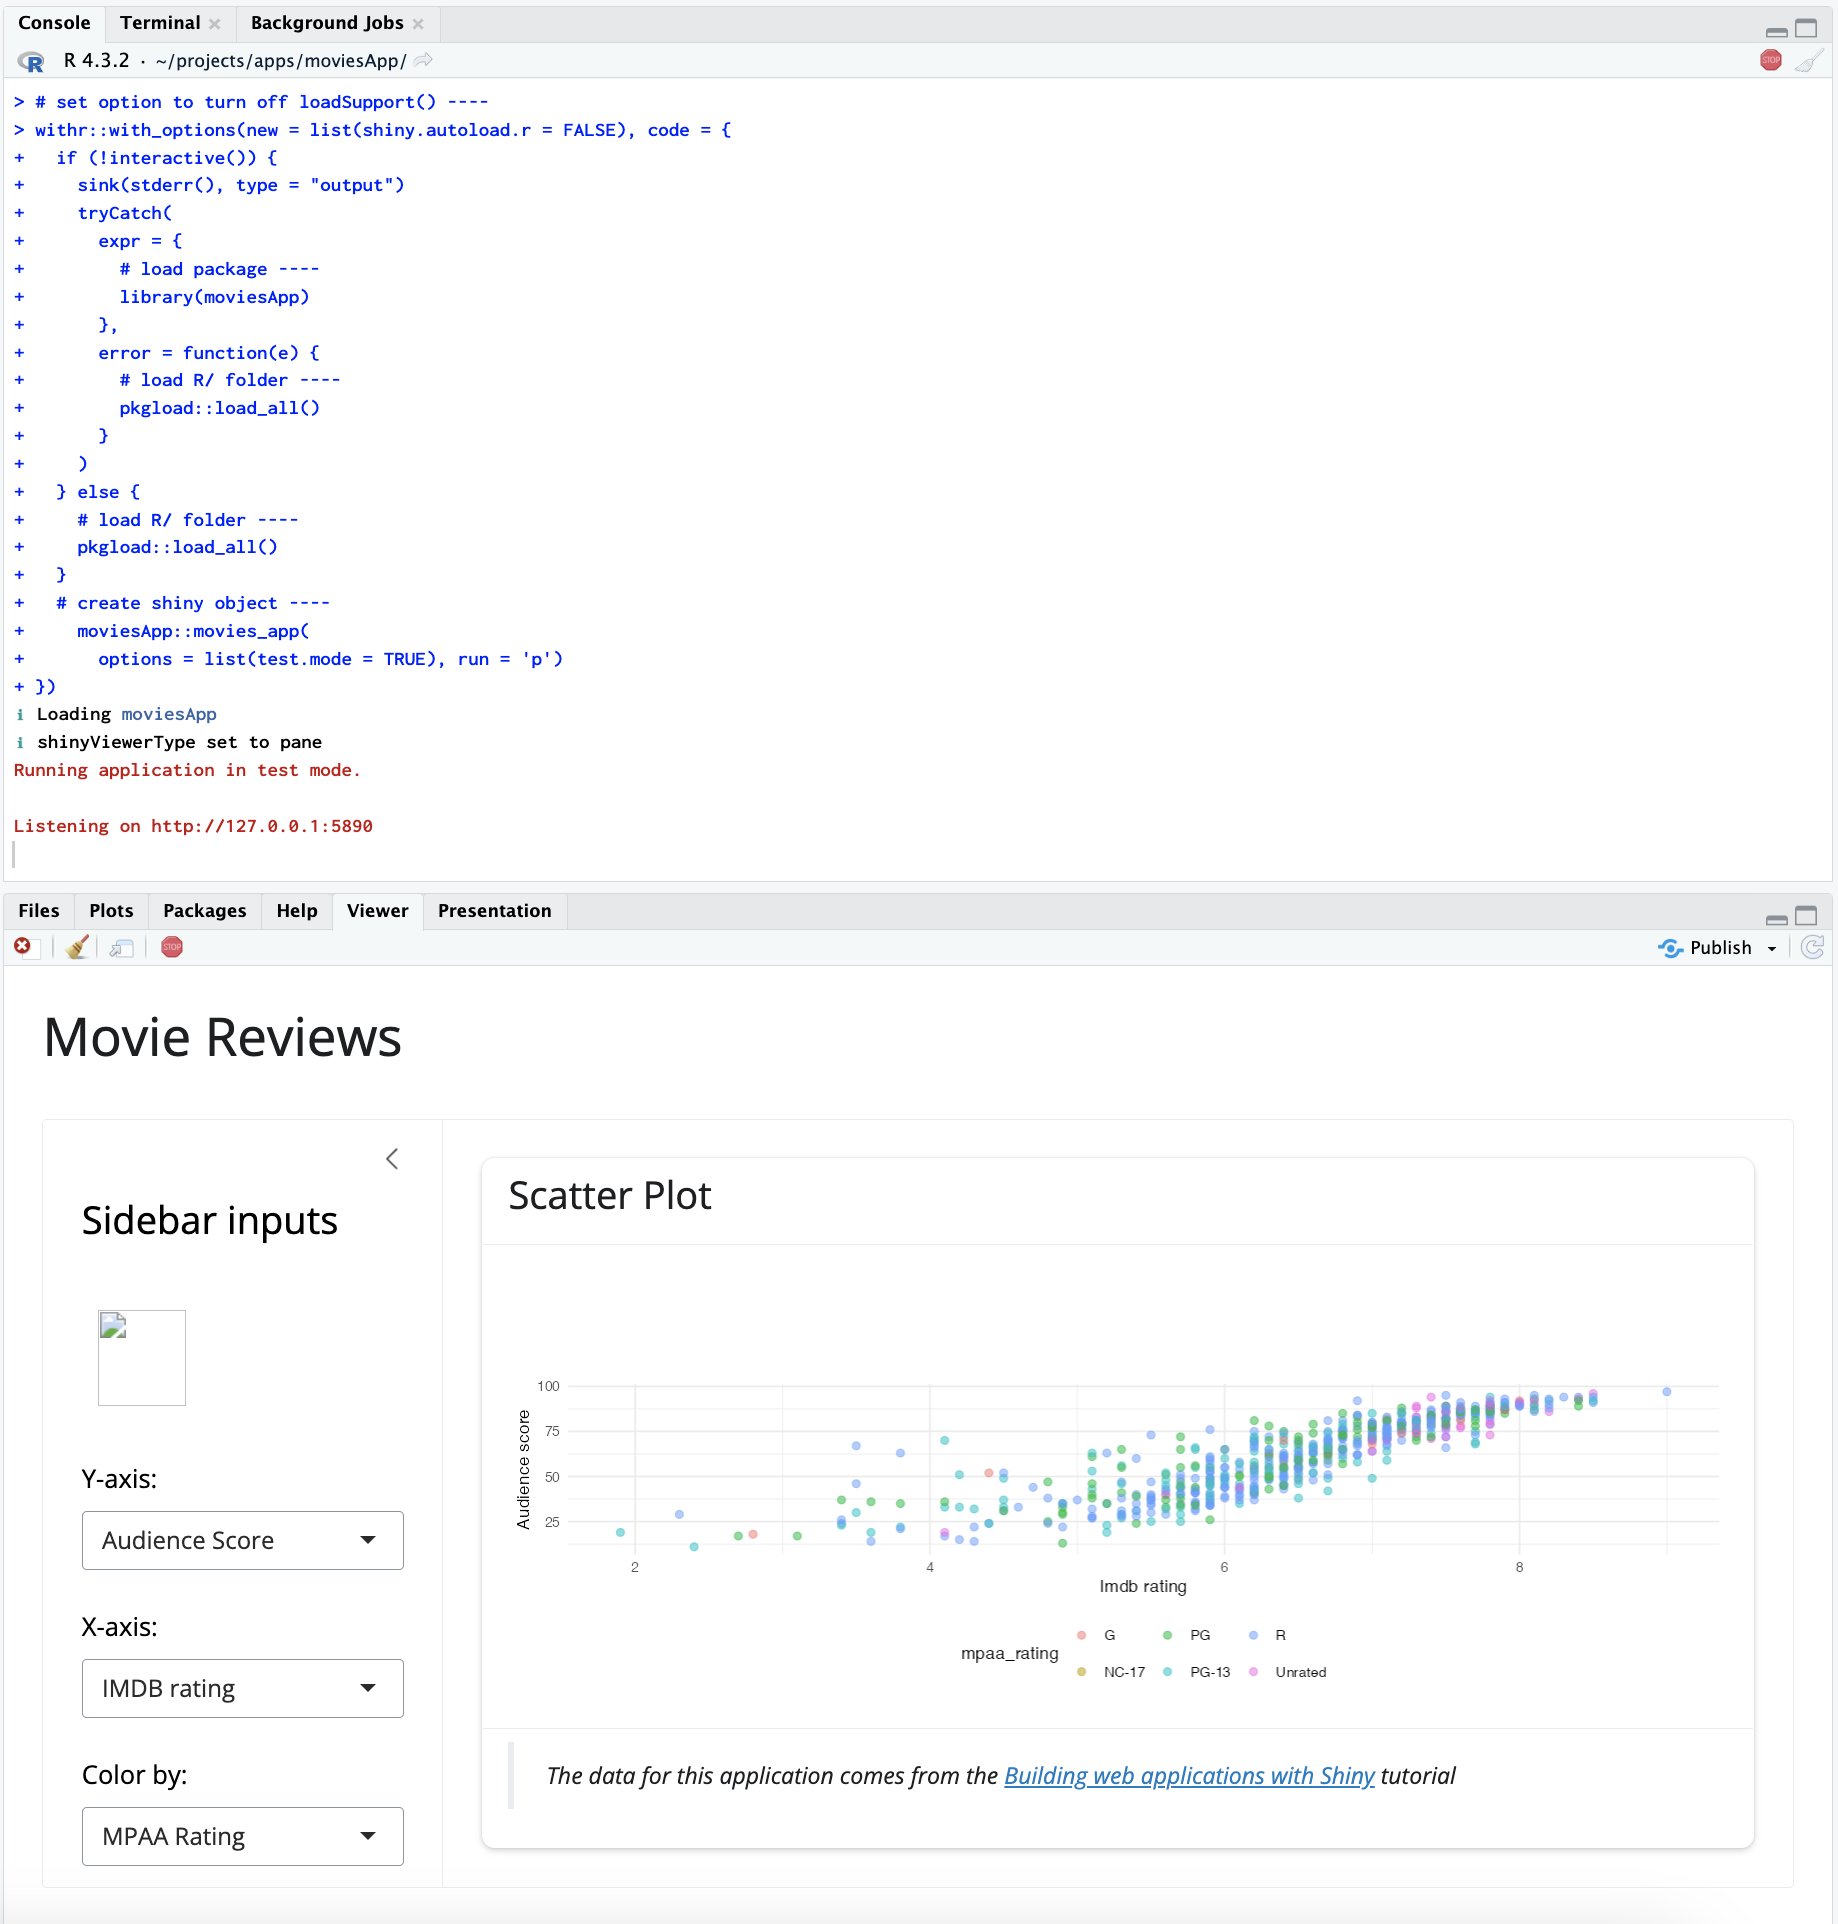 Console Terminal Background Jobs
R 4.3.2 · ~/projects/apps/moviesApp/
STOP
> # set option to turn off loadSupport() ----
> withr::with_options(new = list(shiny.autoload.r = FALSE), code = {
+   if (!interactive()) {
+     sink(stderr(), type = "output")
+     tryCatch(
+       expr = {
+         # load package ----
+         library(moviesApp)
+       },
+       error = function(e) {
+         # load R/ folder ----
+         pkgload::load_all()
+       }
+     )
+   } else {
+     # load R/ folder ----
+     pkgload::load_all()
+   }
+   # create shiny object ----
+     moviesApp::movies_app(
+       options = list(test.mode = TRUE), run = 'p')
+ })
ℹ Loading moviesApp
ℹ shinyViewerType set to pane
Running application in test mode.
Listening on http://127.0.0.1:5890
Files Plots Packages Help Viewer Presentation
STOP Publish
Movie Reviews
Sidebar inputs
Y-axis:
Audience Score
X-axis:
IMDB rating
Color by:
MPAA Rating
Scatter Plot
Audience score
100
75
50
25
2 4 6 8
Imdb rating
mpaa_rating
G PG R
NC-17 PG-13 Unrated
The data for this application comes from the Building web applications with Shiny tutorial